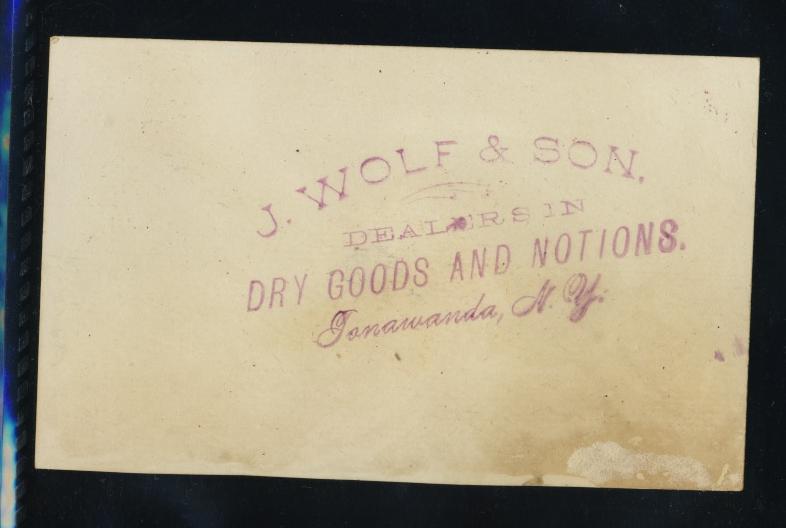 J. WOLF & SON.
DEALERS IN
DRY GOODS AND NOTIONS.
Tonawanda, N. Y.